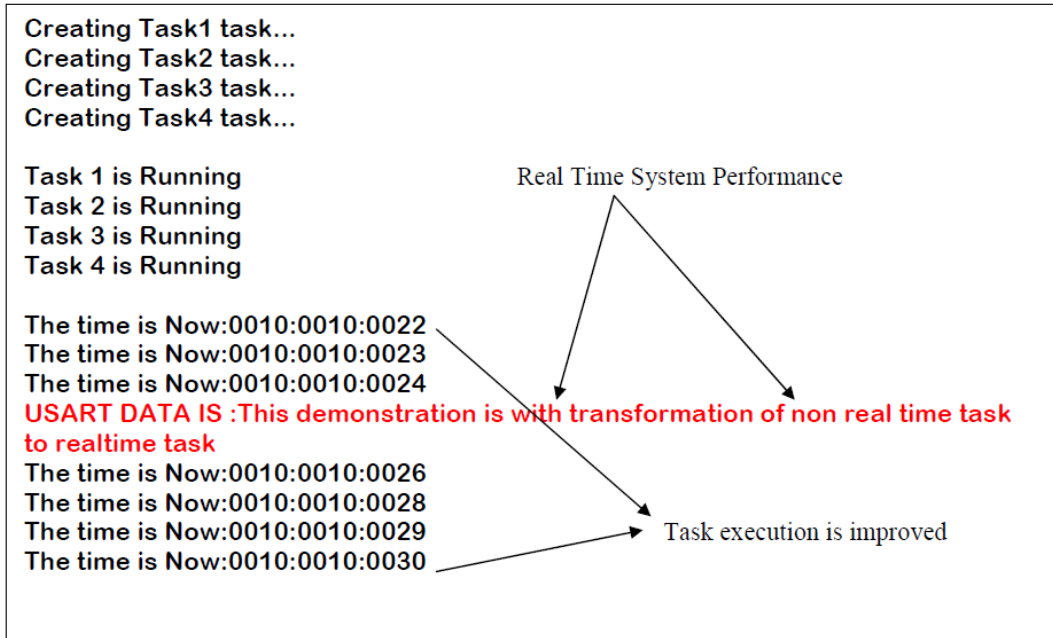 Creating Task1 task...
Creating Task2 task...
Creating Task3 task...
Creating Task4 task...
Task 1 is Running
Task 2 is Running
Task 3 is Running
Task 4 is Running
Real Time System Performance
The time is Now:0010:0010:0022
The time is Now:0010:0010:0023
The time is Now:0010:0010:0024
USART DATA IS :This demonstration is with transformation of non real time task
to realtime task
The time is Now:0010:0010:0026
The time is Now:0010:0010:0028
The time is Now:0010:0010:0029
The time is Now:0010:0010:0030
Task execution is improved